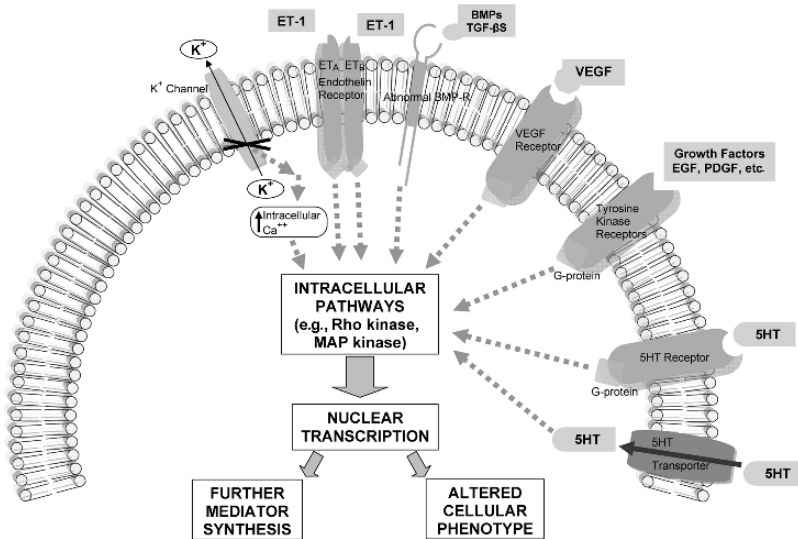 ET-1
ET-1
BMPs
TGF-βS
K+
K+ Channel
ETA ETB
Endothelin
Receptor
Abnormal BMP-R
VEGF
VEGF
Receptor
Growth Factors
EGF, PDGF, etc.
Tyrosine
Kinase
Receptors
K+
Intracellular
Ca++
G-protein
INTRACELLULAR
PATHWAYS
(e.g., Rho kinase,
MAP kinase)
5HT
5HT Receptor
G-protein
NUCLEAR
TRANSCRIPTION
5HT
5HT
Transporter
5HT
FURTHER
MEDIATOR
SYNTHESIS
ALTERED
CELLULAR
PHENOTYPE